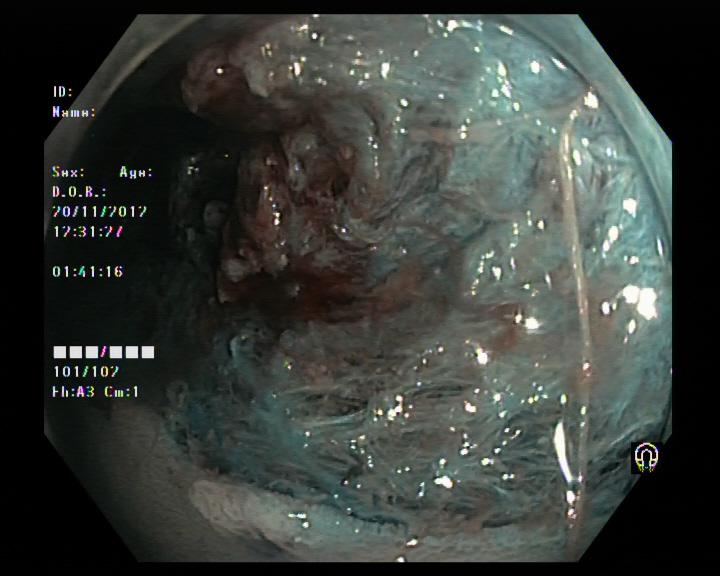 ID:
Name:
Sex: Age:
D.O.B.:
20/11/2012
12:31:27
01:41:16
■■■/■■■
101/102
Eh:A3 Cm:1